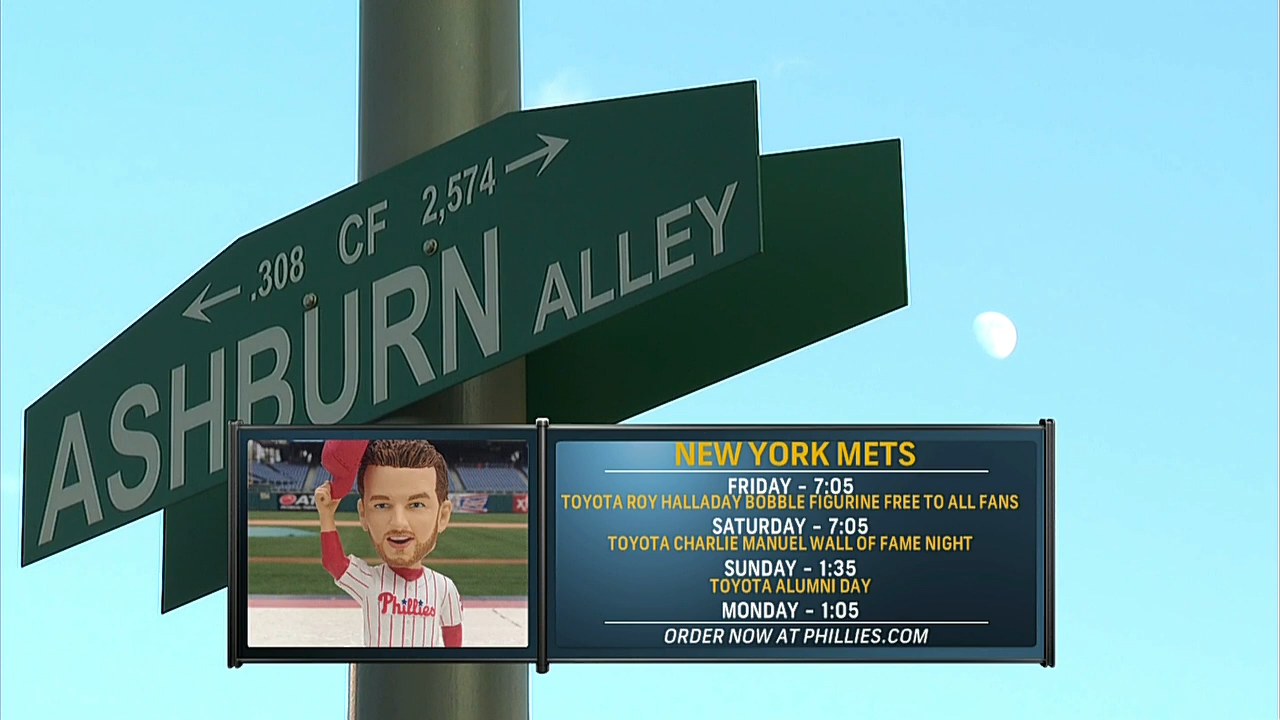 .308 CF 2,574
ASHBURN ALLEY
NEW YORK METS
FRIDAY - 7:05
TOYOTA ROY HALLADAY BOBBLE FIGURINE FREE TO ALL FANS
SATURDAY - 7:05
TOYOTA CHARLIE MANUEL WALL OF FAME NIGHT
SUNDAY - 1:35
TOYOTA ALUMNI DAY
MONDAY - 1:05
ORDER NOW AT PHILLIES.COM
Phillies